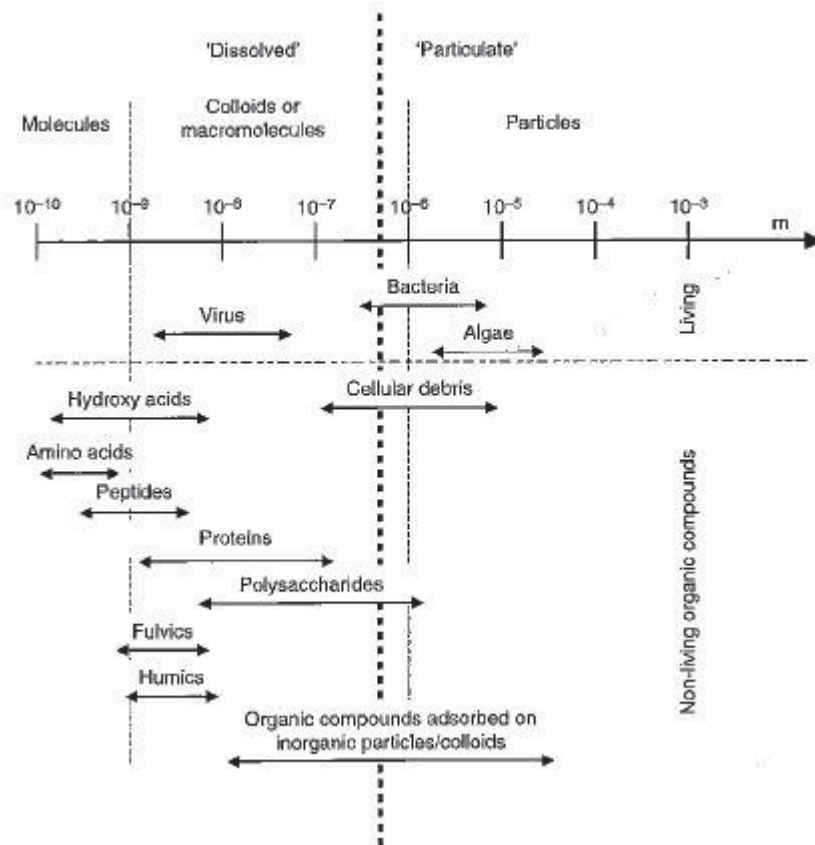 'Dissolved' 'Particulate'
Molecules Colloids or macromolecules Particles
10⁻¹⁰ 10⁻⁹ 10⁻⁸ 10⁻⁷ 10⁻⁶ 10⁻⁵ 10⁻⁴ 10⁻³ m
Bacteria
Virus
Algae
Living
Cellular debris
Hydroxy acids
Amino acids
Peptides
Proteins
Polysaccharides
Fulvics
Humics
Organic compounds adsorbed on
inorganic particles/colloids
Non-living organic compounds